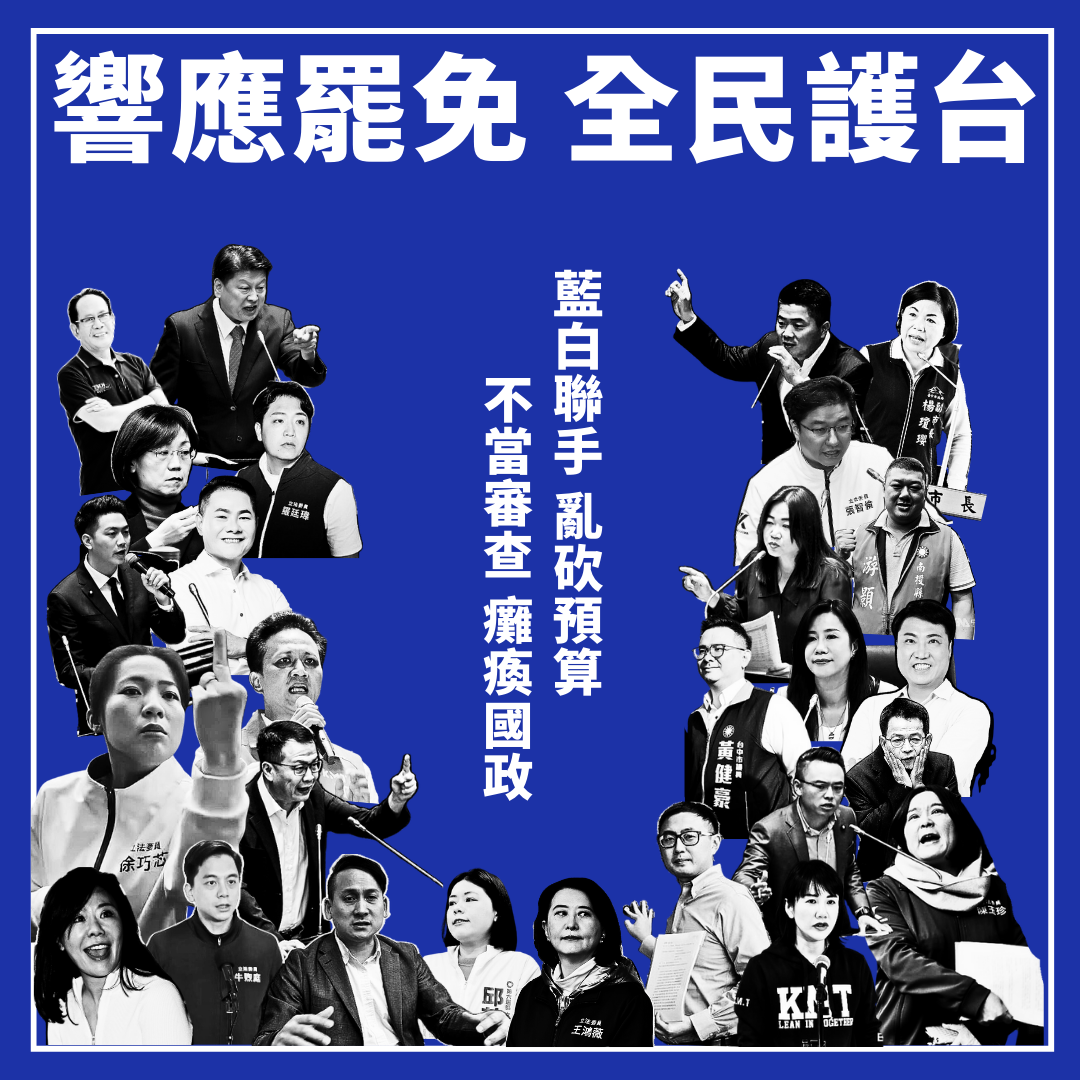 響應罷免 全民護台
藍白聯手 亂砍預算
不當審查 癱瘓國政
立法委員
張廷瑋
立法委員
徐巧芯
立法委員
牛煦庭
邱
立法委員
王鴻薇
副市長
楊瓊瓔
立法委員
張智倫
市長
游顥
南投縣
台中市議員
黃健豪
陳玉珍
KMT
LEAN IN TOGETHER